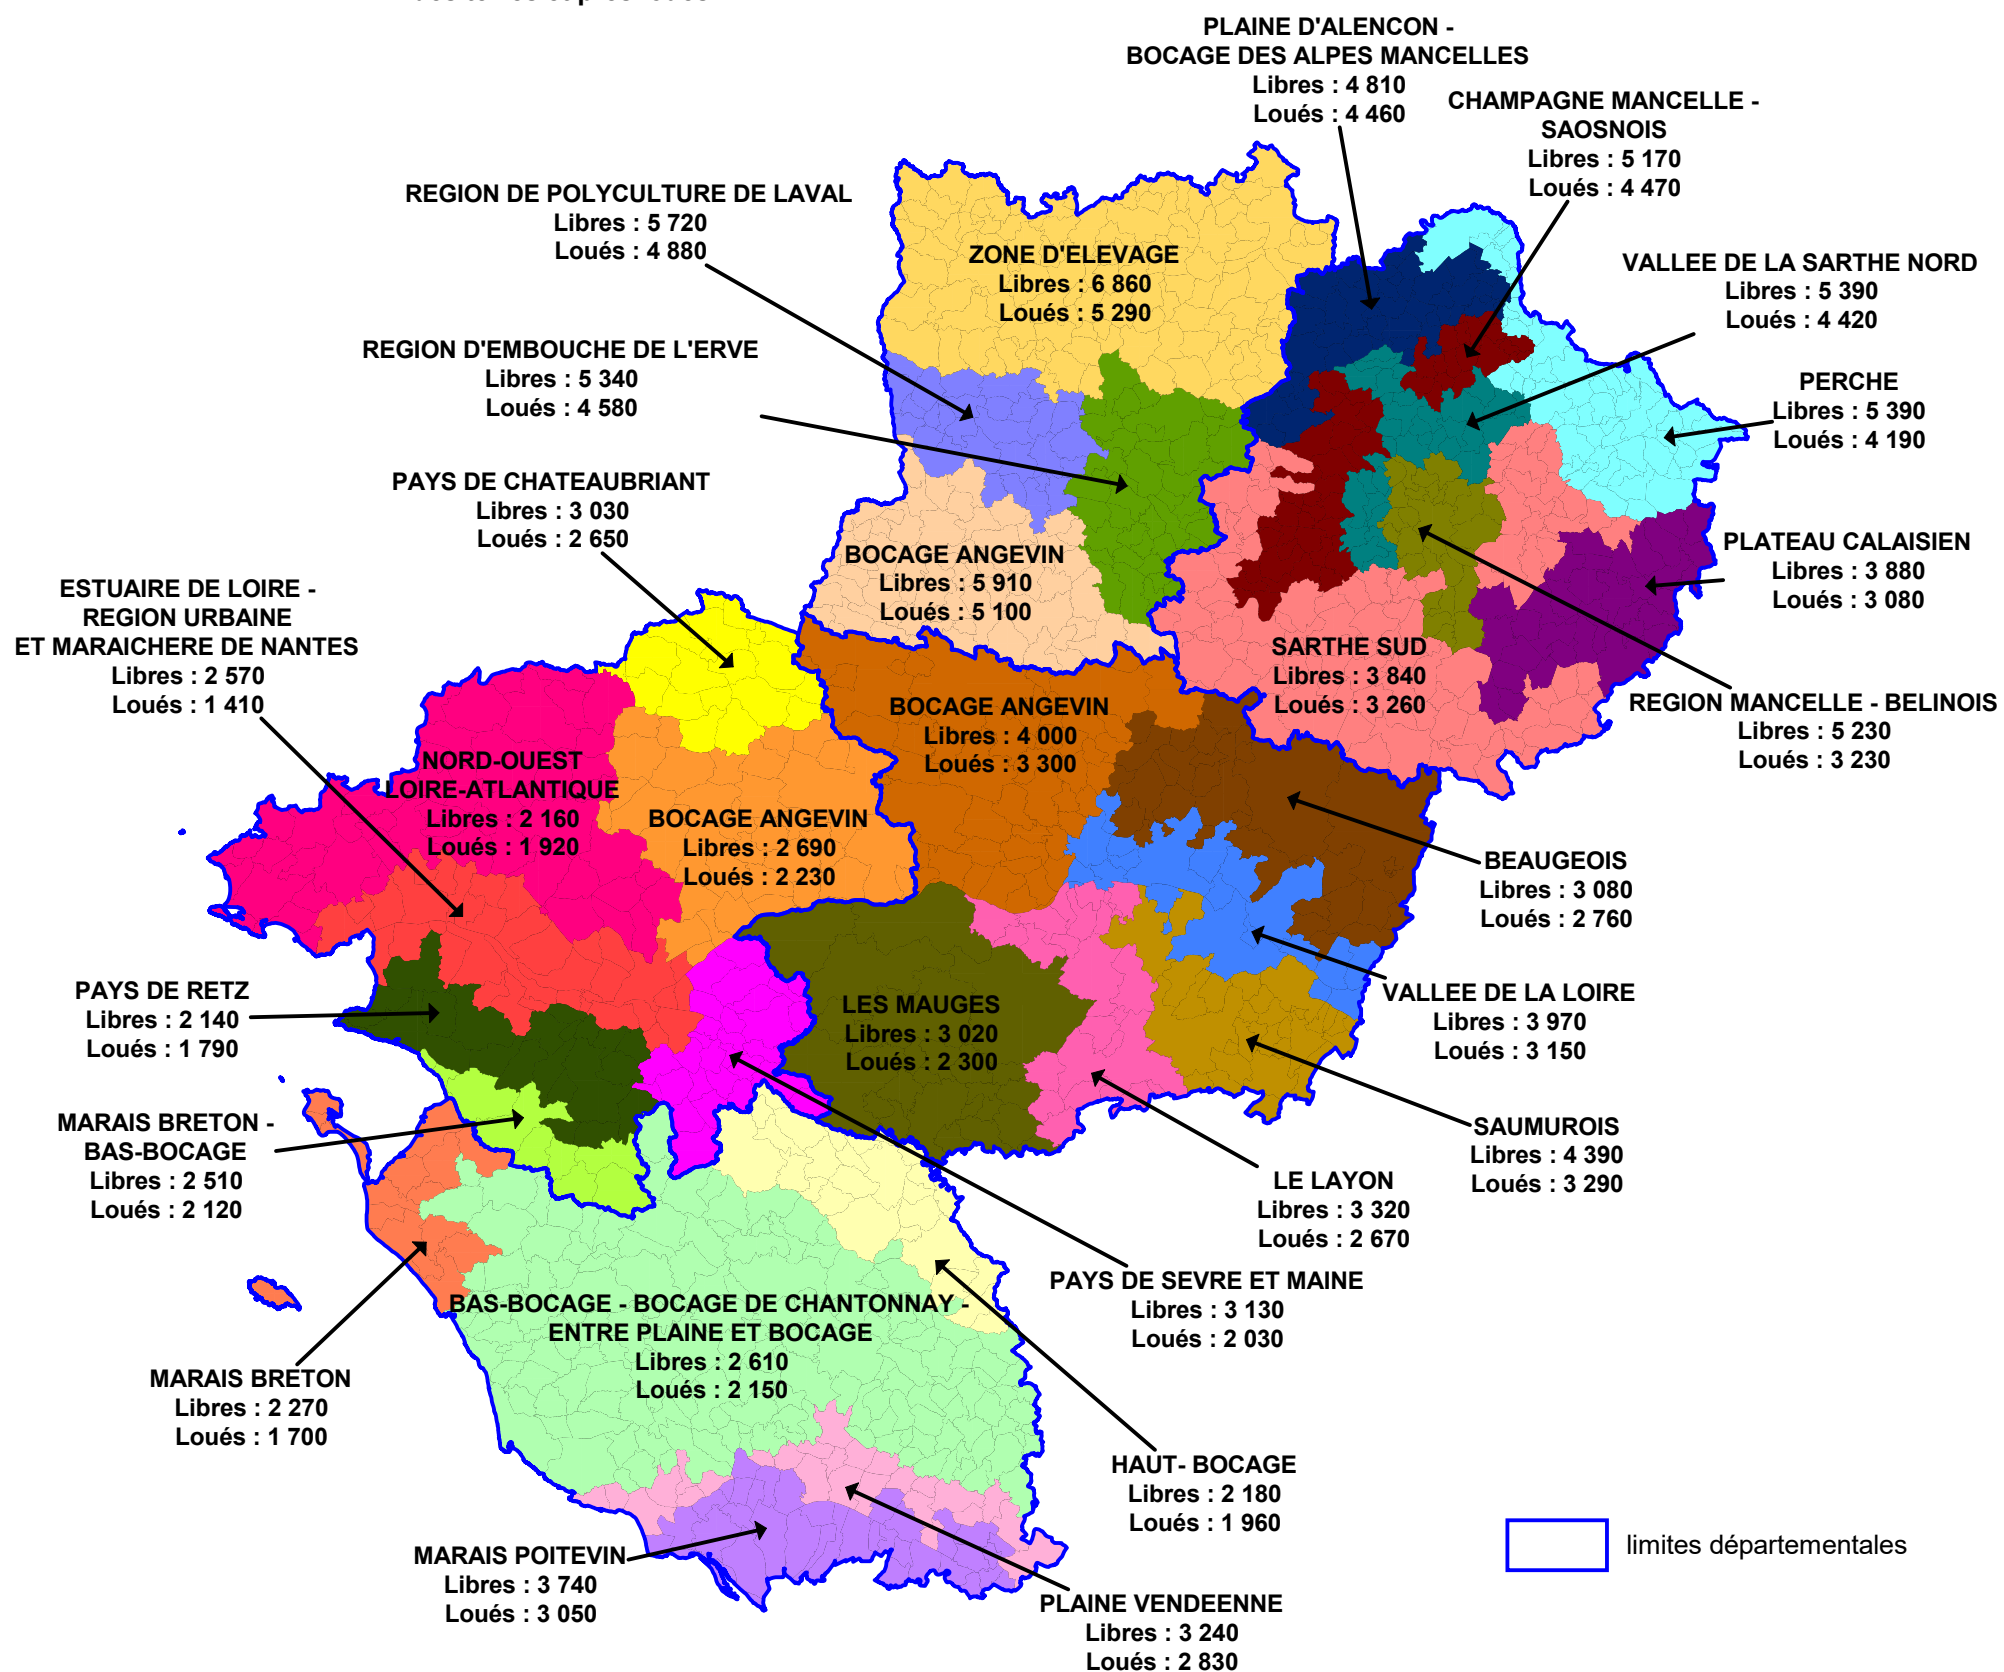 PLAINE D'ALENCON -
BOCAGE DES ALPES MANCELLES
Libres : 4 810
Loués : 4 460
CHAMPAGNE MANCELLE -
SAOSNOIS
Libres : 5 170
Loués : 4 470
REGION DE POLYCULTURE DE LAVAL
Libres : 5 720
Loués : 4 880
ZONE D'ELEVAGE
Libres : 6 860
Loués : 5 290
VALLEE DE LA SARTHE NORD
Libres : 5 390
Loués : 4 420
REGION D'EMBOUCHE DE L'ERVE
Libres : 5 340
Loués : 4 580
PERCHE
Libres : 5 390
Loués : 4 190
PAYS DE CHATEAUBRIANT
Libres : 3 030
Loués : 2 650
BOCAGE ANGEVIN
Libres : 5 910
Loués : 5 100
PLATEAU CALAISIEN
Libres : 3 880
Loués : 3 080
ESTUAIRE DE LOIRE -
REGION URBAINE
ET MARAICHERE DE NANTES
Libres : 2 570
Loués : 1 410
SARTHE SUD
Libres : 3 840
Loués : 3 260
REGION MANCELLE - BELINOIS
Libres : 5 230
Loués : 3 230
BOCAGE ANGEVIN
Libres : 4 000
Loués : 3 300
NORD-OUEST
LOIRE-ATLANTIQUE
Libres : 2 160
Loués : 1 920
BOCAGE ANGEVIN
Libres : 2 690
Loués : 2 230
BEAUGEOIS
Libres : 3 080
Loués : 2 760
PAYS DE RETZ
Libres : 2 140
Loués : 1 790
LES MAUGES
Libres : 3 020
Loués : 2 300
VALLEE DE LA LOIRE
Libres : 3 970
Loués : 3 150
MARAIS BRETON -
BAS-BOCAGE
Libres : 2 510
Loués : 2 120
SAUMUROIS
Libres : 4 390
Loués : 3 290
LE LAYON
Libres : 3 320
Loués : 2 670
PAYS DE SEVRE ET MAINE
Libres : 3 130
Loués : 2 030
BAS-BOCAGE - BOCAGE DE CHANTONNAY -
ENTRE PLAINE ET BOCAGE
Libres : 2 610
Loués : 2 150
MARAIS BRETON
Libres : 2 270
Loués : 1 700
HAUT- BOCAGE
Libres : 2 180
Loués : 1 960
MARAIS POITEVIN
Libres : 3 740
Loués : 3 050
PLAINE VENDEENNE
Libres : 3 240
Loués : 2 830
limites départementales